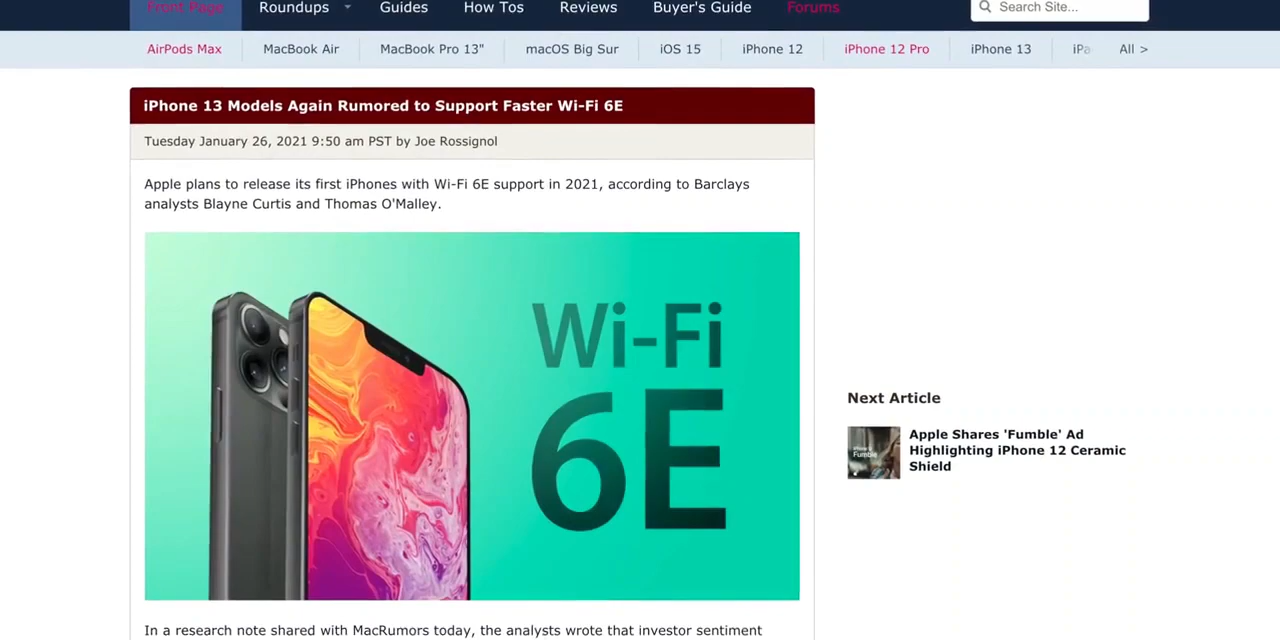 Front Page Roundups Guides How Tos Reviews Buyer's Guide Forums Search Site...
AirPods Max MacBook Air MacBook Pro 13" macOS Big Sur iOS 15 iPhone 12 iPhone 12 Pro iPhone 13 iPa All >
iPhone 13 Models Again Rumored to Support Faster Wi-Fi 6E
Tuesday January 26, 2021 9:50 am PST by Joe Rossignol
Apple plans to release its first iPhones with Wi-Fi 6E support in 2021, according to Barclays
analysts Blayne Curtis and Thomas O'Malley.
Wi-Fi
6E
In a research note shared with MacRumors today, the analysts wrote that investor sentiment
Next Article
Fumble
Apple Shares 'Fumble' Ad
Highlighting iPhone 12 Ceramic
Shield